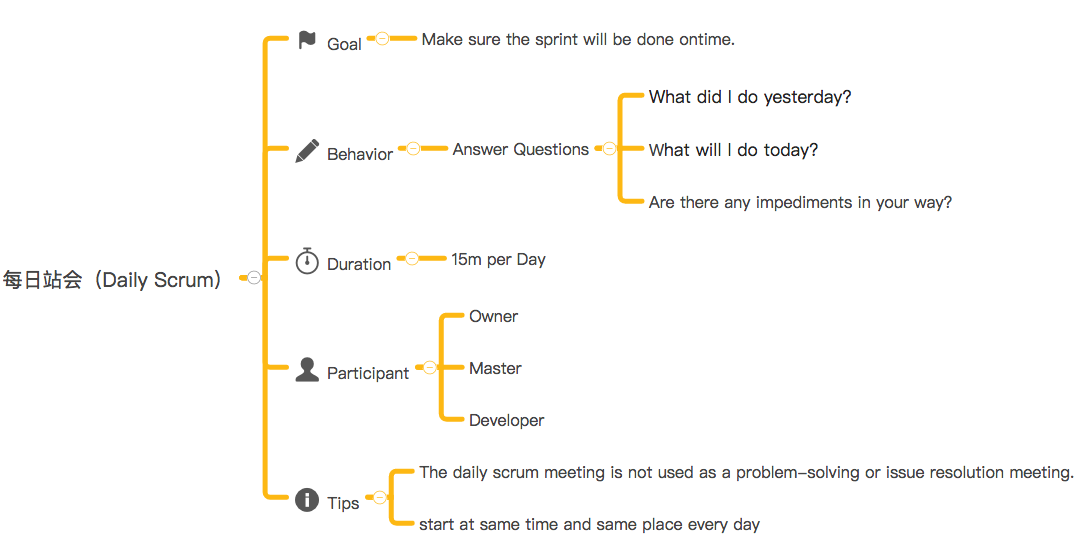 Goal
Make sure the sprint will be done ontime.
Behavior
Answer Questions
What did I do yesterday?
What will I do today?
Are there any impediments in your way?
每日站会（Daily Scrum）
Duration
15m per Day
Participant
Owner
Master
Developer
Tips
The daily scrum meeting is not used as a problem-solving or issue resolution meeting.
start at same time and same place every day